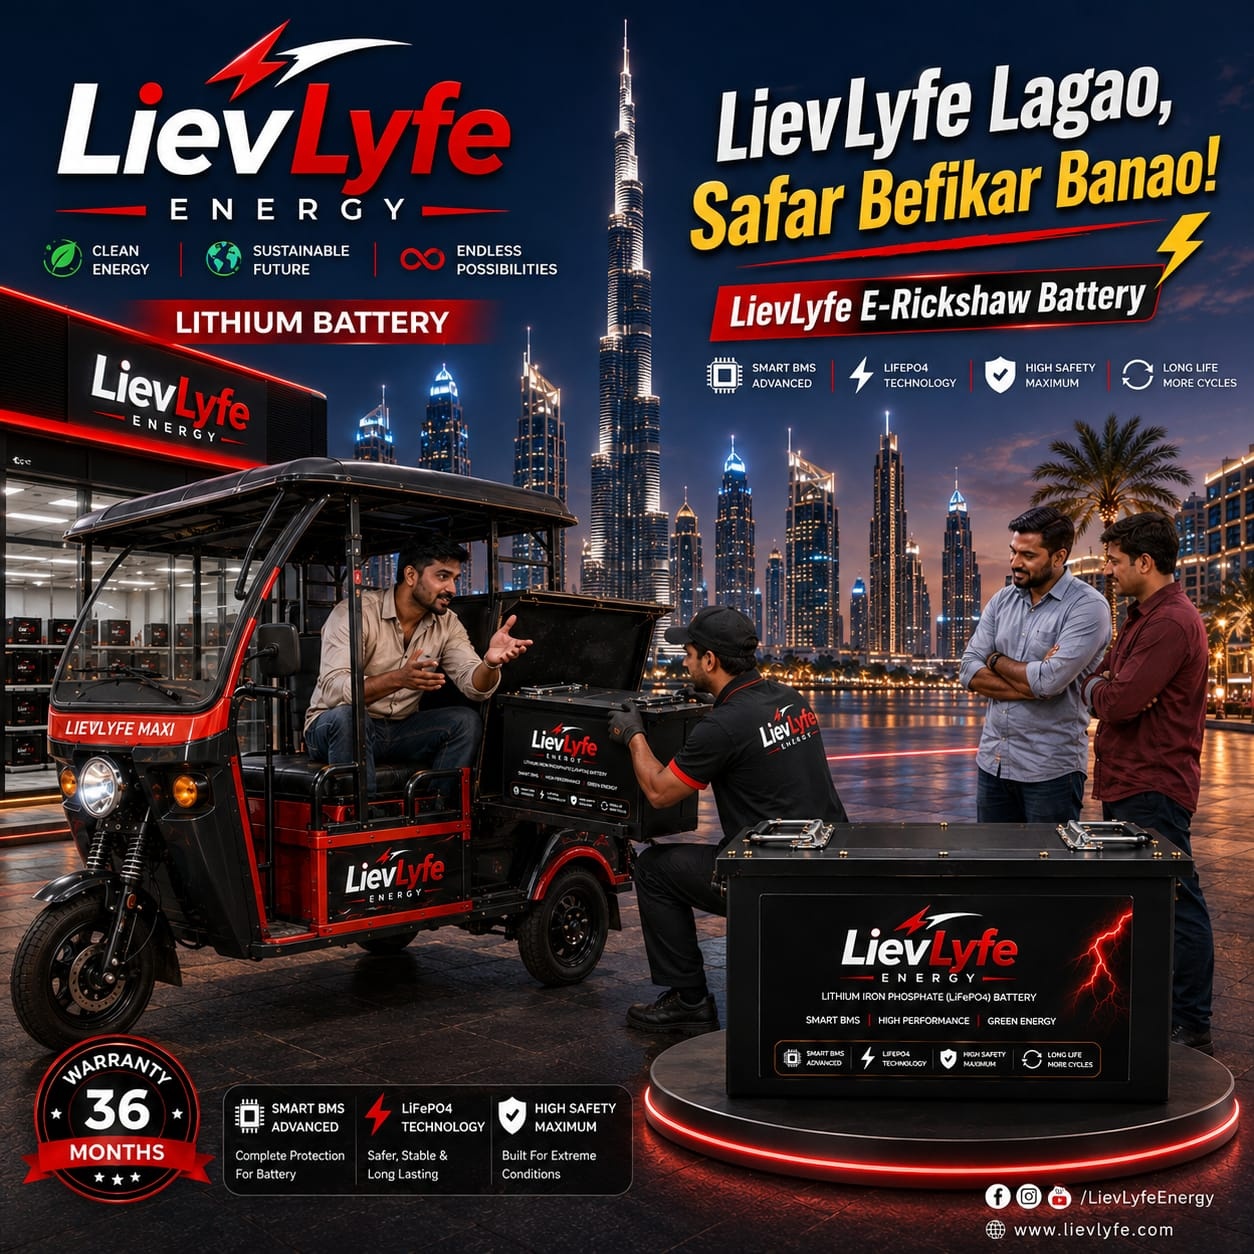 LievLyfe
ENERGY
CLEAN
ENERGY
SUSTAINABLE
FUTURE
ENDLESS
POSSIBILITIES
LITHIUM BATTERY
LievLyfe Lagao,
Safar Befikar Banao!
LievLyfe E-Rickshaw Battery
SMART BMS
ADVANCED
LIFEPO4
TECHNOLOGY
HIGH SAFETY
MAXIMUM
LONG LIFE
MORE CYCLES
LievLyfe
ENERGY
LIEVLYFE MAXI
LievLyfe
ENERGY
LievLyfe
ENERGY
HIGH PERFORMANCE
GREEN ENERGY
LievLyfe
ENERGY
LievLyfe
ENERGY
LITHIUM IRON PHOSPHATE (LiFePO4) BATTERY
SMART BMS | HIGH PERFORMANCE | GREEN ENERGY
SMART BMS
ADVANCED
LIFEPO4
TECHNOLOGY
HIGH SAFETY
MAXIMUM
LONG LIFE
MORE CYCLES
WARRANTY
36
MONTHS
SMART BMS
ADVANCED
Complete Protection
For Battery
LiFePO4
TECHNOLOGY
Safer, Stable &
Long Lasting
HIGH SAFETY
MAXIMUM
Built For Extreme
Conditions
/LievLyfeEnergy
www.lievlyfe.com